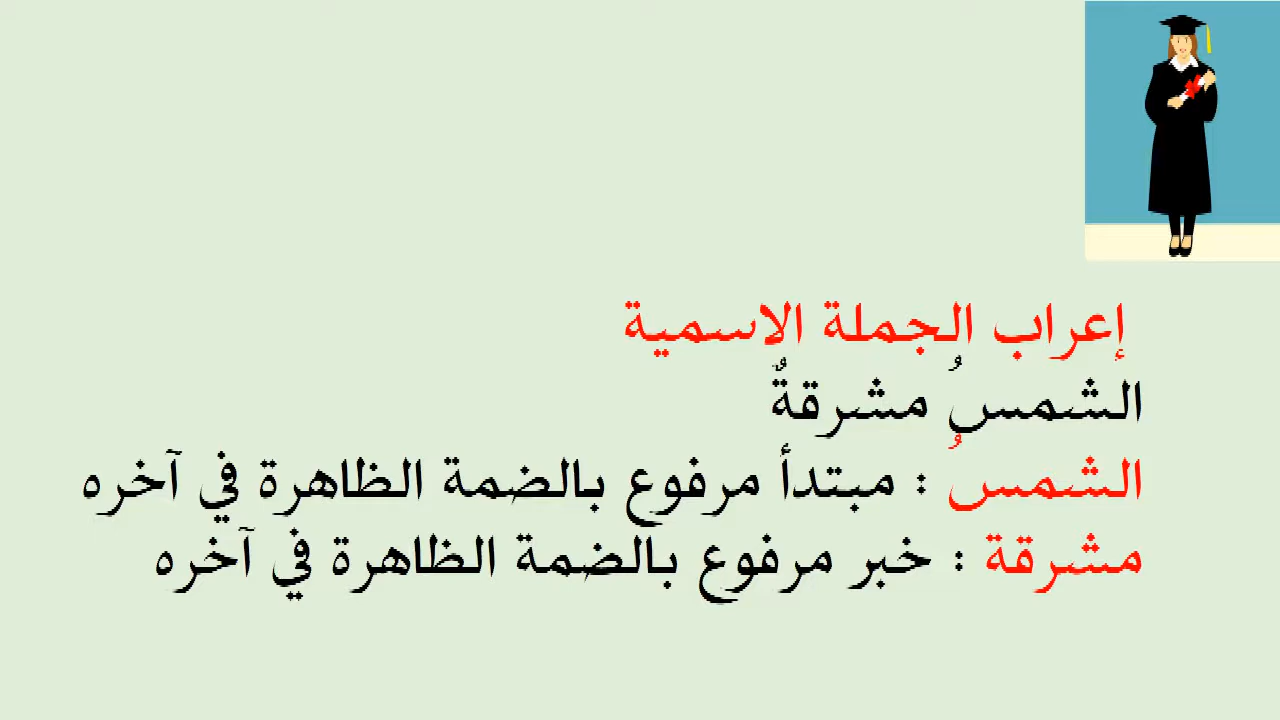 إعراب الجملة الاسمية
الشمسُ مشرقةٌ
الشمسُ : مبتدأ مرفوع بالضمة الظاهرة في آخره
مشرقة : خبر مرفوع بالضمة الظاهرة في آخره